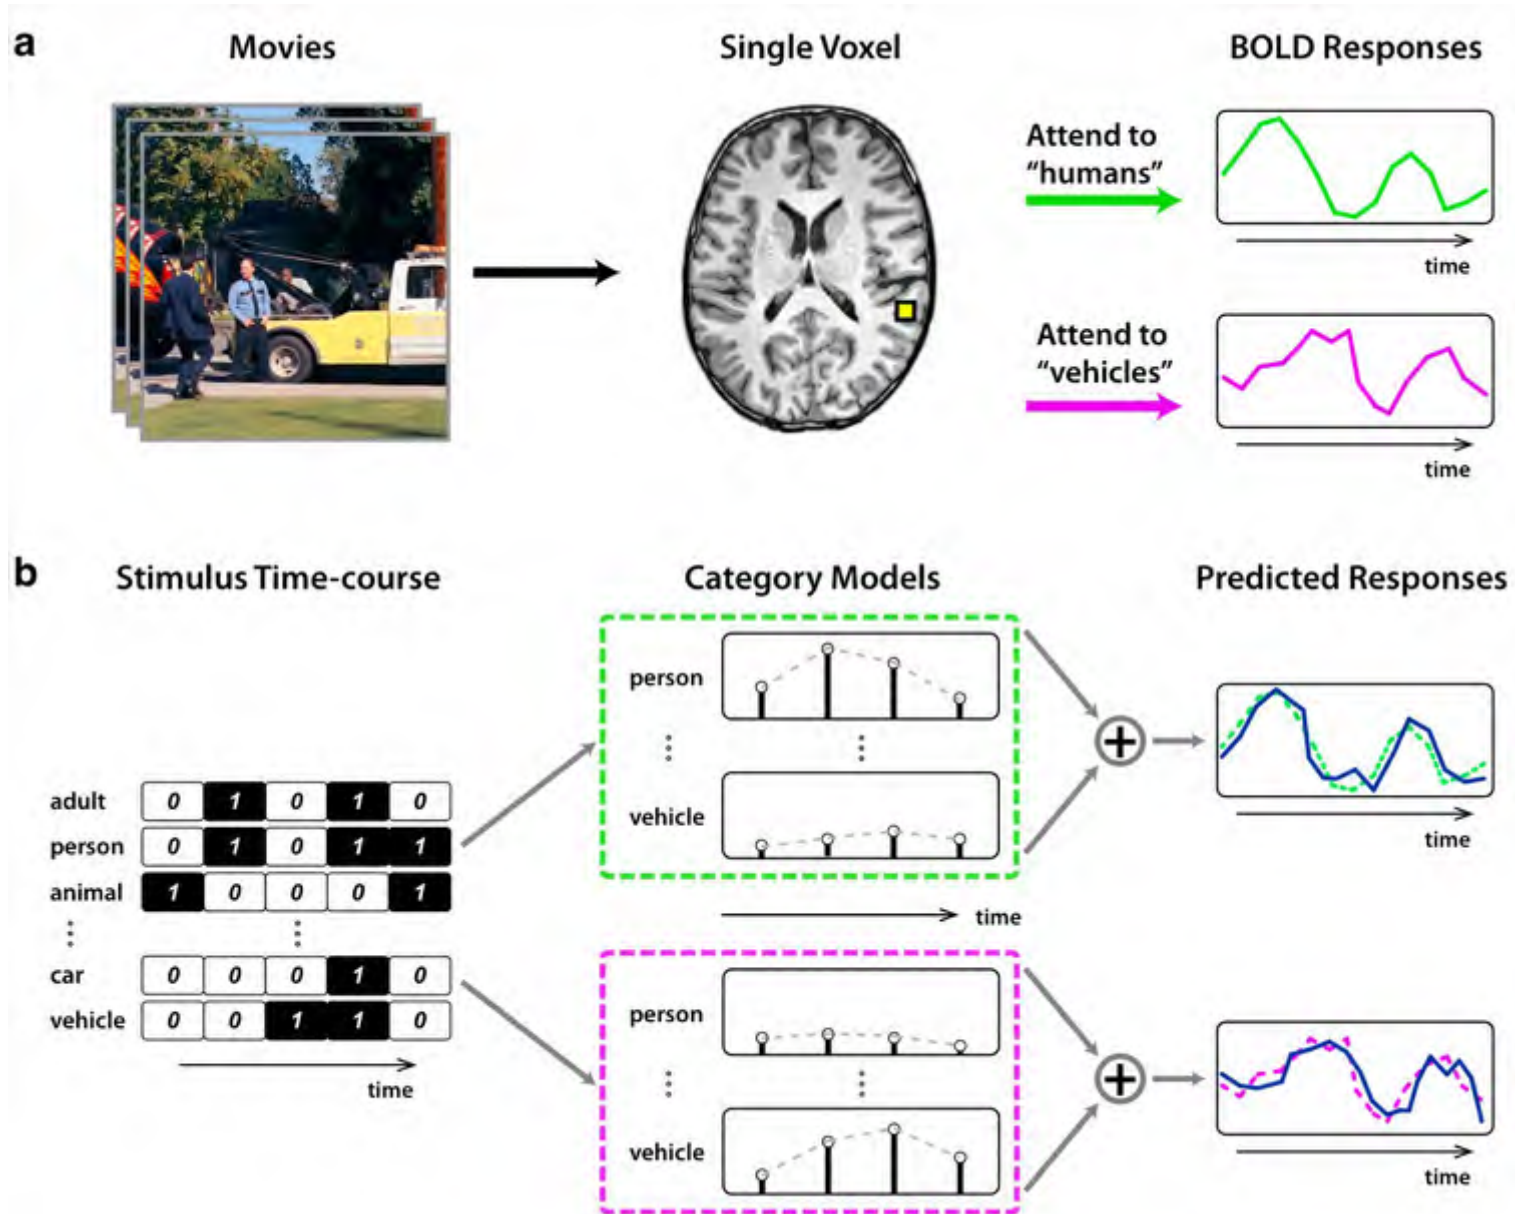 a
Movies
Single Voxel
BOLD Responses
Attend to
“humans”
time
Attend to
“vehicles”
time
b
Stimulus Time-course
Category Models
Predicted Responses
person
vehicle
time
adult 0 1 0 1 0
person 0 1 0 1 1
animal 1 0 0 0 1
car 0 0 0 1 0
vehicle 0 0 1 1 0
time
time
person
vehicle
time